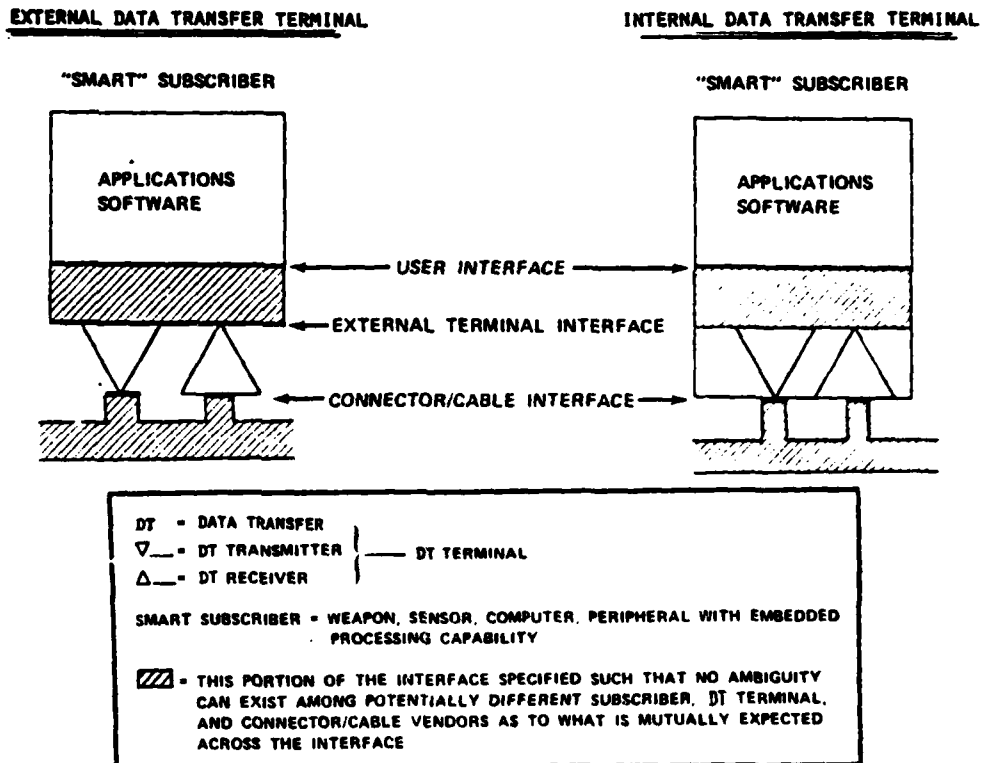 EXTERNAL DATA TRANSFER TERMINAL
INTERNAL DATA TRANSFER TERMINAL
"SMART" SUBSCRIBER
"SMART" SUBSCRIBER
APPLICATIONS
SOFTWARE
APPLICATIONS
SOFTWARE
USER INTERFACE
EXTERNAL TERMINAL INTERFACE
CONNECTOR/CABLE INTERFACE
DT = DATA TRANSFER
▽__= DT TRANSMITTER
△__= DT RECEIVER
DT TERMINAL
SMART SUBSCRIBER = WEAPON, SENSOR, COMPUTER, PERIPHERAL WITH EMBEDDED
PROCESSING CAPABILITY
= THIS PORTION OF THE INTERFACE SPECIFIED SUCH THAT NO AMBIGUITY
CAN EXIST AMONG POTENTIALLY DIFFERENT SUBSCRIBER, DT TERMINAL,
AND CONNECTOR/CABLE VENDORS AS TO WHAT IS MUTUALLY EXPECTED
ACROSS THE INTERFACE